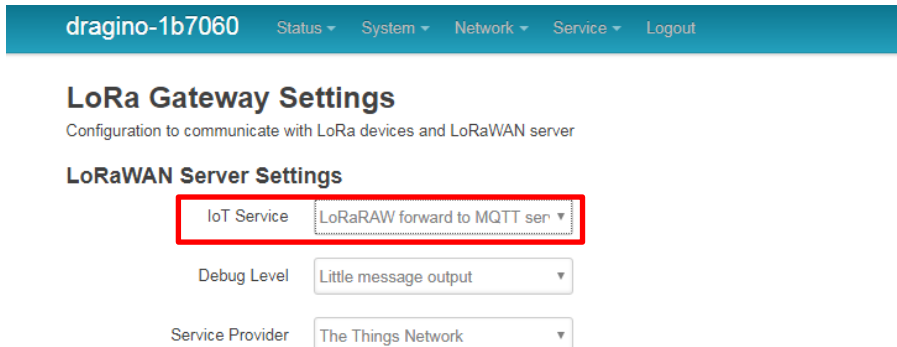 dragino-1b7060 Status System Network Service Logout
LoRa Gateway Settings
Configuration to communicate with LoRa devices and LoRaWAN server
LoRaWAN Server Settings
IoT Service LoRaRAW forward to MQTT ser
Debug Level Little message output
Service Provider The Things Network